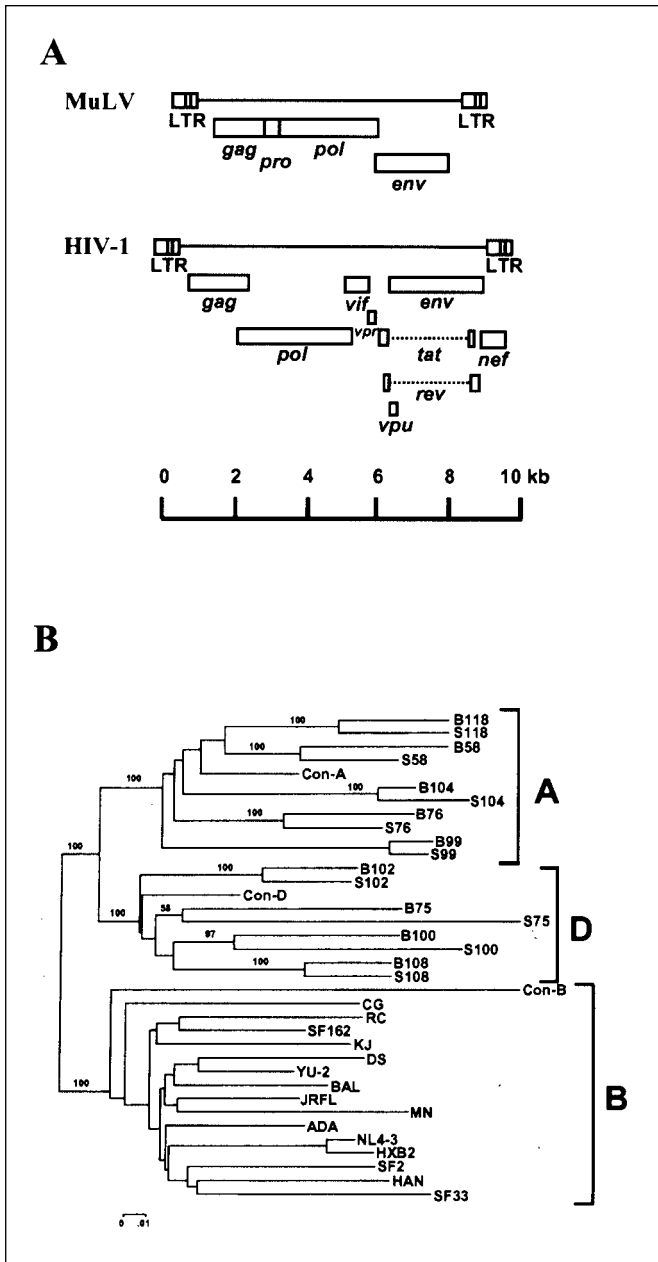 A
MuLV
LTR LTR
gag pro pol
env
HIV-1
LTR LTR
gag vif env
vpr
pol tat nef
rev
vpu
0 2 4 6 8 10 kb
B
100 B118
S118
B58
100 S58
Con-A
100
B104
100 S104
B76
100 S76
B99
S99
A
B102
100 S102
Con-D
100
58 B75
S75
97 B100
S100
B108
100 S108
D
Con-B
CG
RC
SF162
KJ
DS
YU-2
100
BAL
JRFL
MN
ADA
NL4-3
HXB2
SF2
HAN
SF33
B
0 .01